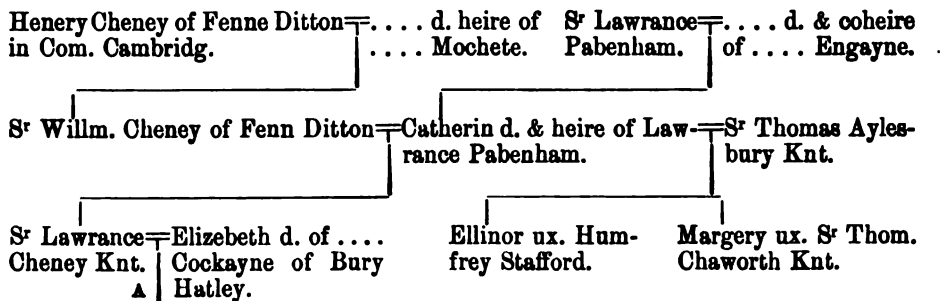 Henery Cheney of Fenne Ditton . . . . d. heire of Sr Lawrance . . . . d. & coheire
in Com. Cambridg. . . . . Mochete. Pabenham. of . . . . Engayne.
Sr Willm. Cheney of Fenn Ditton Catherin d. & heire of Law- Sr Thomas Ayles-
rance Pabenham. bury Knt.
Sr Lawrance Elizebeth d. of . . . . Ellinor ux. Hum- Margery ux. Sr Thom.
Cheney Knt. Cockayne of Bury frey Stafford. Chaworth Knt.
A Hatley.